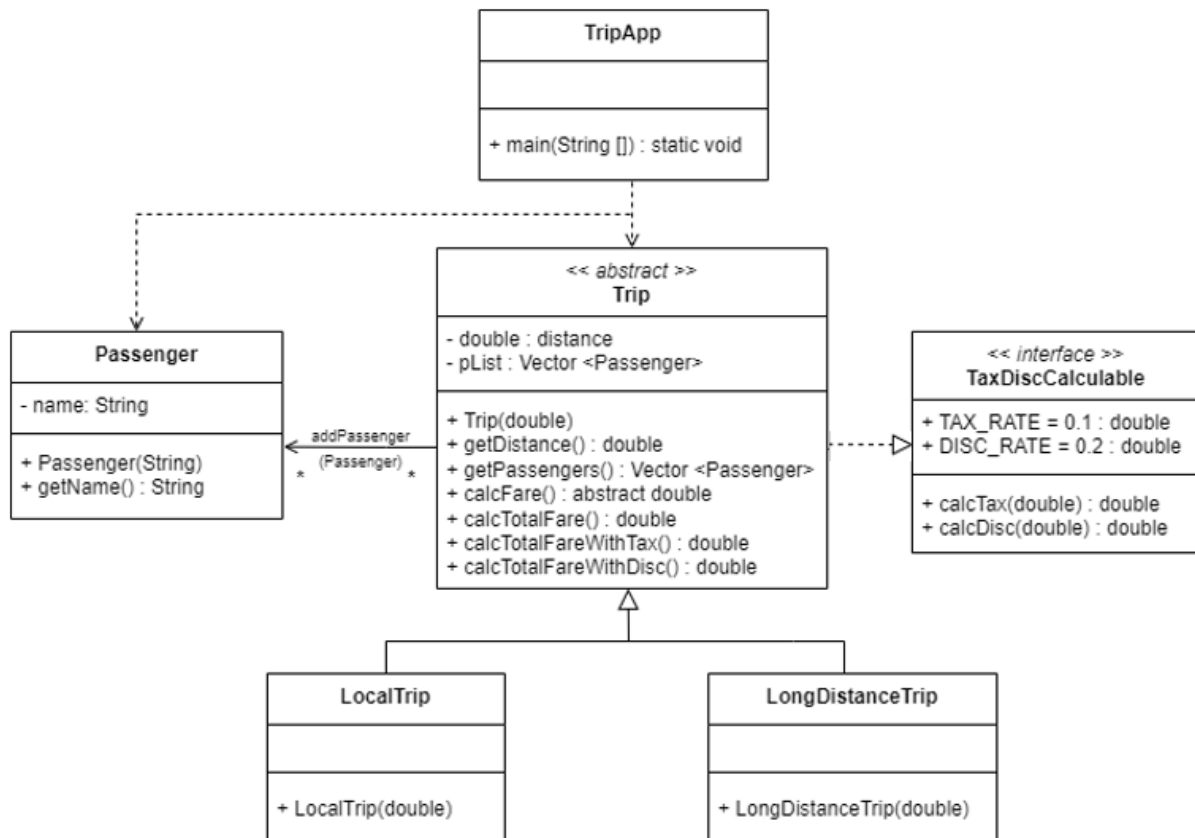 TripApp
+ main(String []) : static void
<< abstract >>
Trip
- double : distance
- pList : Vector <Passenger>
+ Trip(double)
+ getDistance() : double
+ getPassengers() : Vector <Passenger>
+ calcFare() : abstract double
+ calcTotalFare() : double
+ calcTotalFareWithTax() : double
+ calcTotalFareWithDisc() : double
Passenger
- name: String
+ Passenger(String)
+ getName() : String
addPassenger
(Passenger)
* *
<< interface >>
TaxDiscCalculable
+ TAX_RATE = 0.1 : double
+ DISC_RATE = 0.2 : double
+ calcTax(double) : double
+ calcDisc(double) : double
LocalTrip
+ LocalTrip(double)
LongDistanceTrip
+ LongDistanceTrip(double)